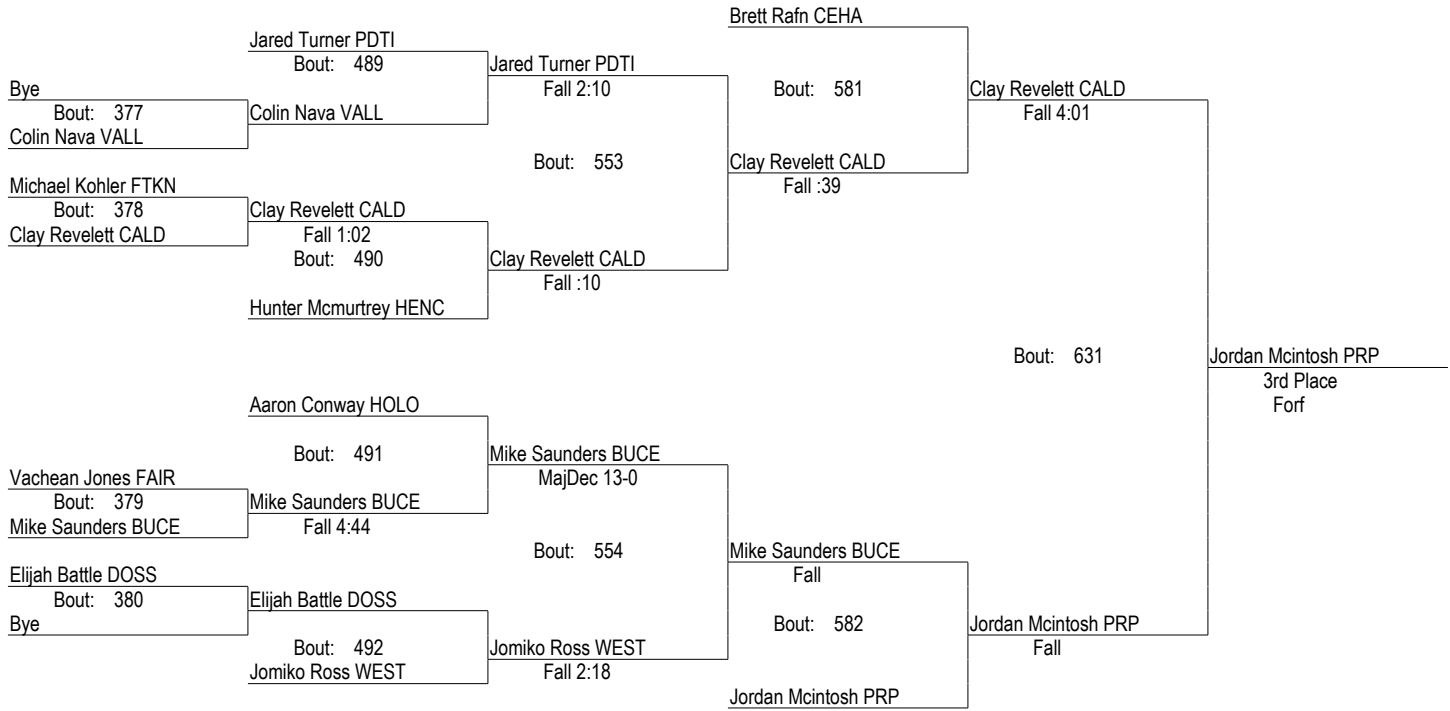 Brett Rafn CEHA
Jared Turner PDTI
Bout: 489
Jared Turner PDTI
Bye
Fall 2:10
Bout: 581
Clay Revelett CALD
Bout: 377
Colin Nava VALL
Fall 4:01
Colin Nava VALL
Bout: 553
Clay Revelett CALD
Michael Kohler FTKN
Fall :39
Bout: 378
Clay Revelett CALD
Clay Revelett CALD
Fall 1:02
Bout: 490
Clay Revelett CALD
Fall :10
Hunter Mcmurtrey HENC
Bout: 631
Jordan Mcintosh PRP
3rd Place
Forf
Aaron Conway HOLO
Bout: 491
Mike Saunders BUCE
Vachean Jones FAIR
MajDec 13-0
Bout: 379
Mike Saunders BUCE
Mike Saunders BUCE
Fall 4:44
Bout: 554
Mike Saunders BUCE
Elijah Battle DOSS
Fall
Bout: 380
Elijah Battle DOSS
Bye
Bout: 582
Jordan Mcintosh PRP
Bout: 492
Jomiko Ross WEST
Fall
Jomiko Ross WEST
Fall 2:18
Jordan Mcintosh PRP